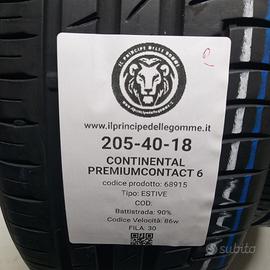 IL PRINCIPE DELLE GOMME
www.ilprincipedellegomme.it
205-40-18
CONTINENTAL
PREMIUMCONTACT 6
codice prodotto: 68915
Tipo: ESTIVE
COD:
Battistrada: 90%
Codice Velocità: 86w
FILA: 30
subito